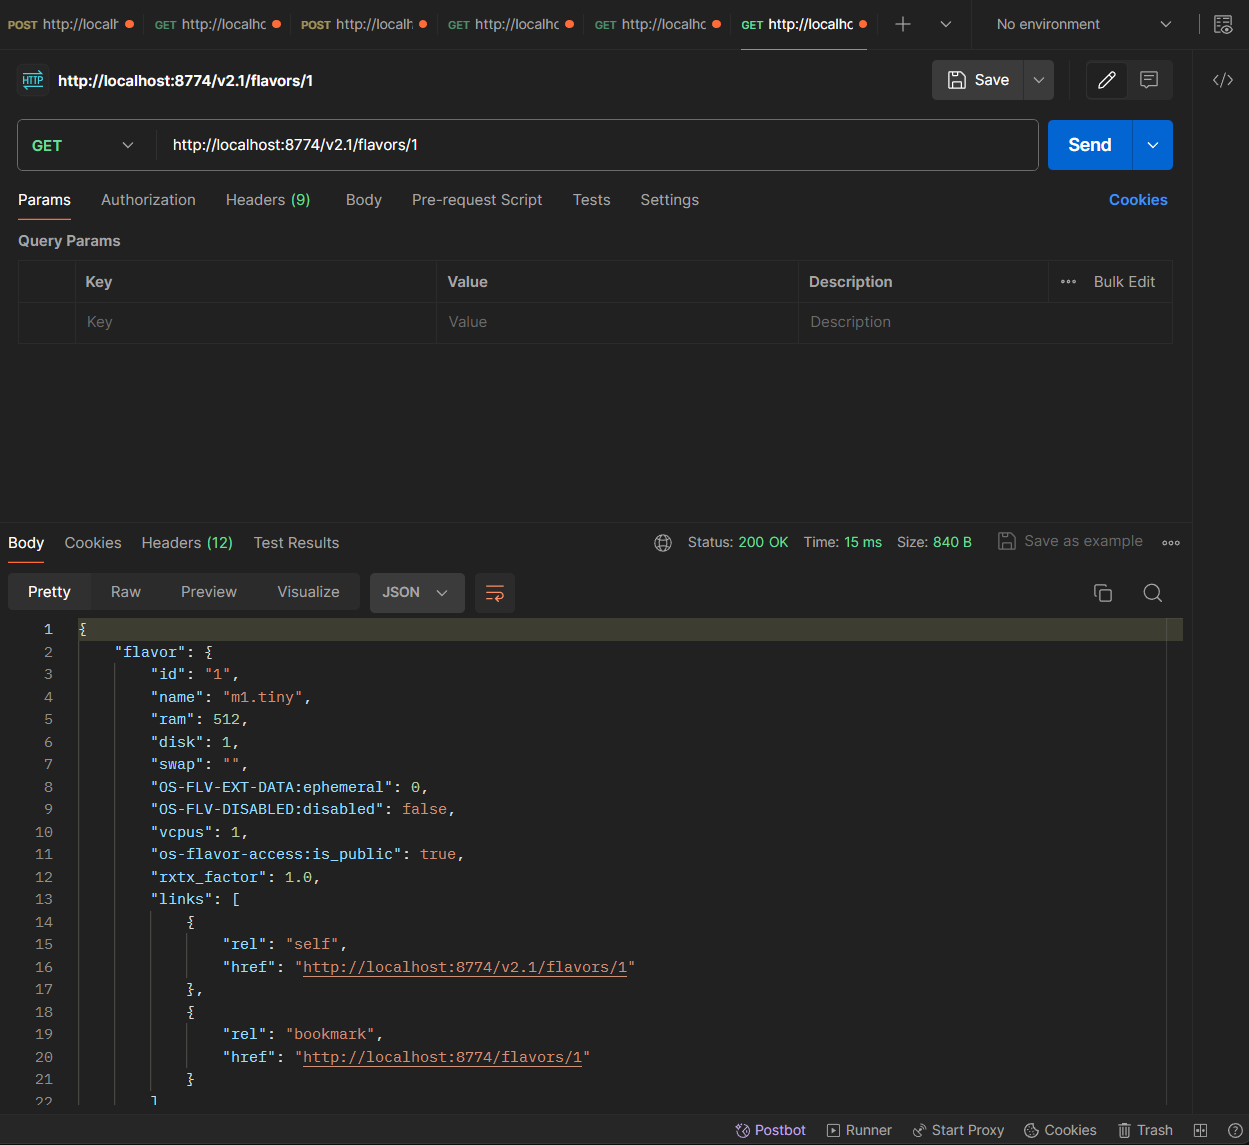 POST http://localh GET http://localhc POST http://localh GET http://localhc GET http://localhc GET http://localhc No environment
HTTP http://localhost:8774/v2.1/flavors/1 Save
GET http://localhost:8774/v2.1/flavors/1 Send
Params Authorization Headers (9) Body Pre-request Script Tests Settings Cookies
Query Params
Key Value Description Bulk Edit
Key Value Description
Body Cookies Headers (12) Test Results Status: 200 OK Time: 15 ms Size: 840 B Save as example
Pretty Raw Preview Visualize JSON
1 {
2 "flavor": {
3 "id": "1",
4 "name": "m1.tiny",
5 "ram": 512,
6 "disk": 1,
7 "swap": "",
8 "OS-FLV-EXT-DATA:ephemeral": 0,
9 "OS-FLV-DISABLED:disabled": false,
10 "vcpus": 1,
11 "os-flavor-access:is_public": true,
12 "rxtx_factor": 1.0,
13 "links": [
14 {
15 "rel": "self",
16 "href": "http://localhost:8774/v2.1/flavors/1"
17 },
18 {
19 "rel": "bookmark",
20 "href": "http://localhost:8774/flavors/1"
21 }
22 ]
Postbot Runner Start Proxy Cookies Trash